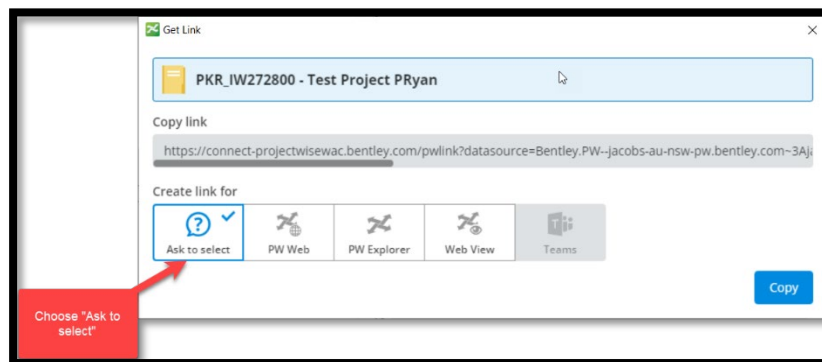 Get Link
PKR_IW272800 - Test Project PRyan
Copy link
https://connect-projectwisewac.bentley.com/pwlink?datasource=Bentley.PW--jacobs-au-nsw-pw.bentley.com~3Aja
Create link for
Ask to select
PW Web
PW Explorer
Web View
Teams
Copy
Choose "Ask to
select"